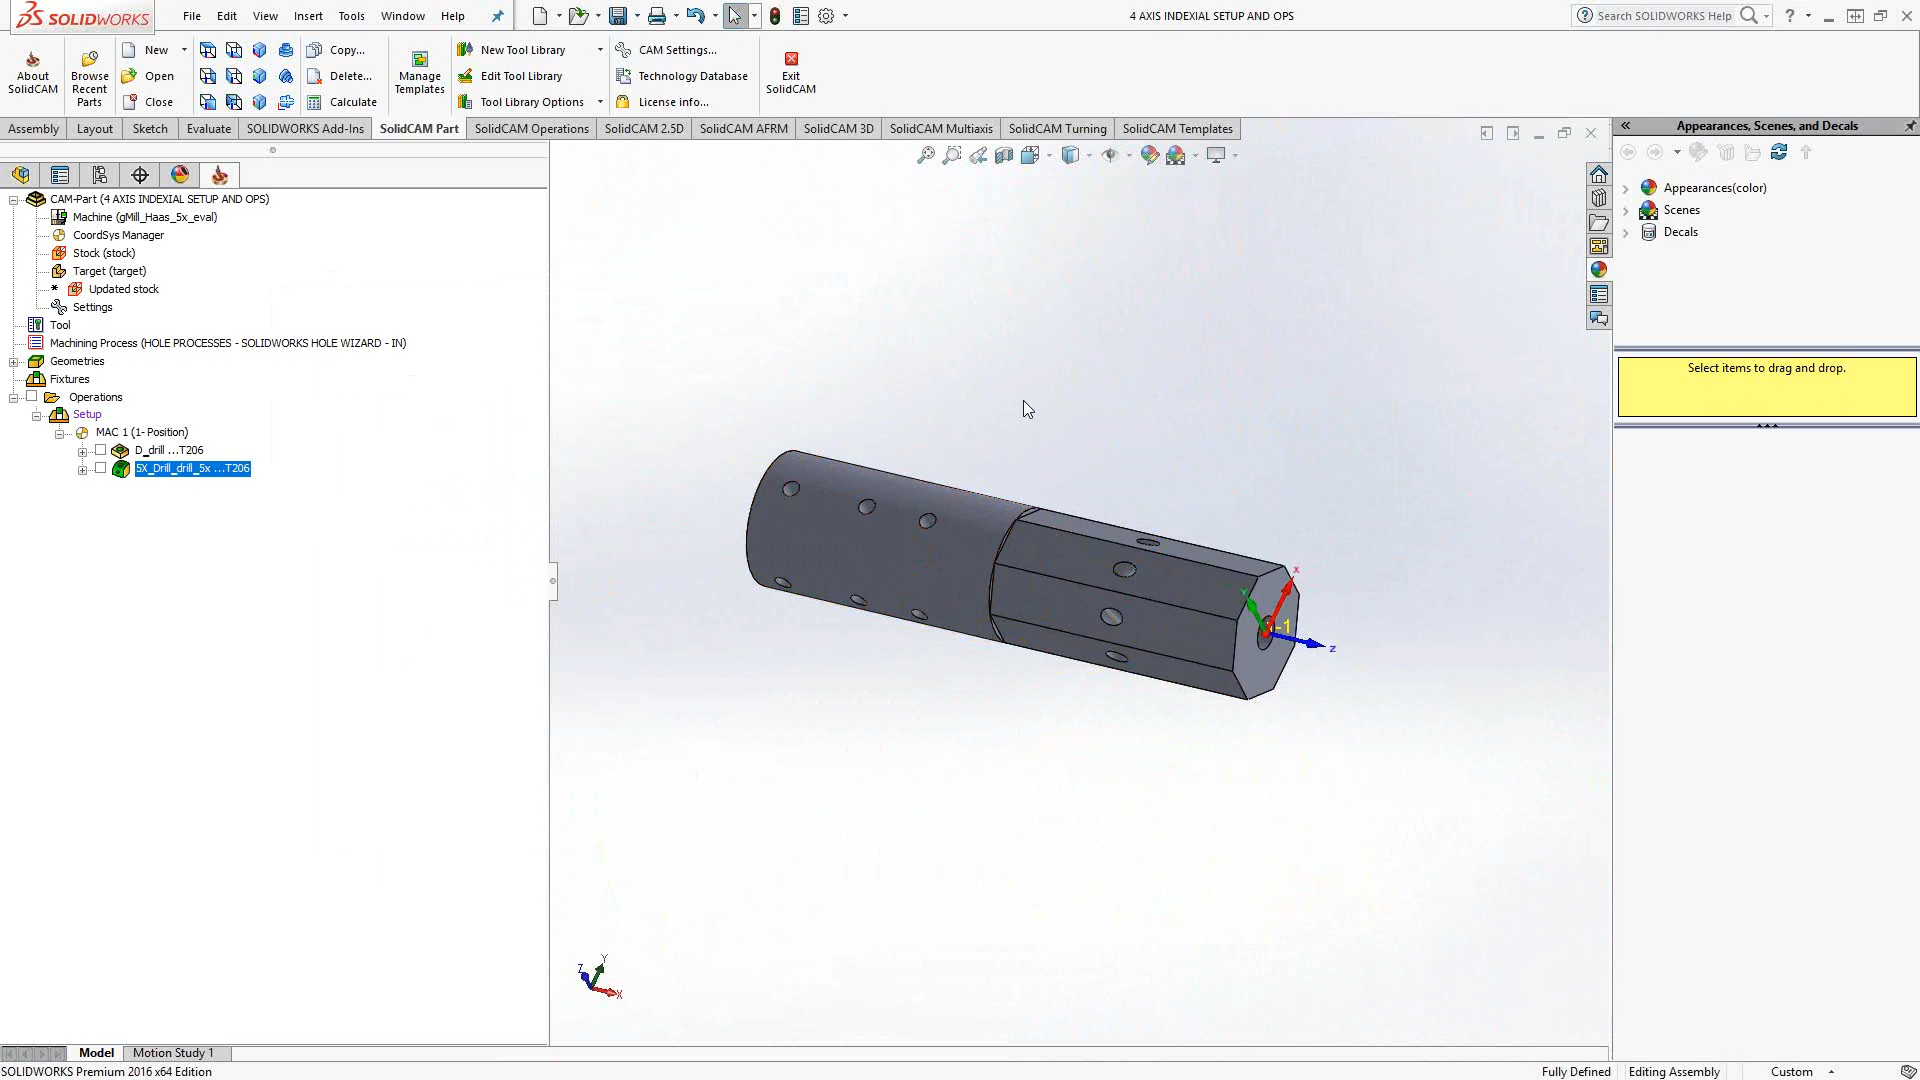 SOLIDWORKS
File Edit View Insert Tools Window Help
4 AXIS INDEXIAL SETUP AND OPS
Search SOLIDWORKS Help
About SolidCAM
Browse Recent Parts
New
Open
Close
Copy...
Delete...
Calculate
Manage Templates
New Tool Library
Edit Tool Library
Tool Library Options
CAM Settings...
Technology Database
License info...
Exit SolidCAM
Assembly Layout Sketch Evaluate SOLIDWORKS Add-Ins SolidCAM Part SolidCAM Operations SolidCAM 2.5D SolidCAM AFRM SolidCAM 3D SolidCAM Multiaxis SolidCAM Turning SolidCAM Templates
CAM-Part (4 AXIS INDEXIAL SETUP AND OPS)
Machine (gMill_Haas_5x_eval)
CoordSys Manager
Stock (stock)
Target (target)
* Updated stock
Settings
Tool
Machining Process (HOLE PROCESSES - SOLIDWORKS HOLE WIZARD - IN)
Geometries
Fixtures
Operations
Setup
MAC 1 (1- Position)
D_drill ...T206
5X_Drill_drill_5x ...T206
X
Y
-1
Z
Y
Z
X
Appearances, Scenes, and Decals
Appearances(color)
Scenes
Decals
Select items to drag and drop.
Model Motion Study 1
SOLIDWORKS Premium 2016 x64 Edition
Fully Defined Editing Assembly Custom